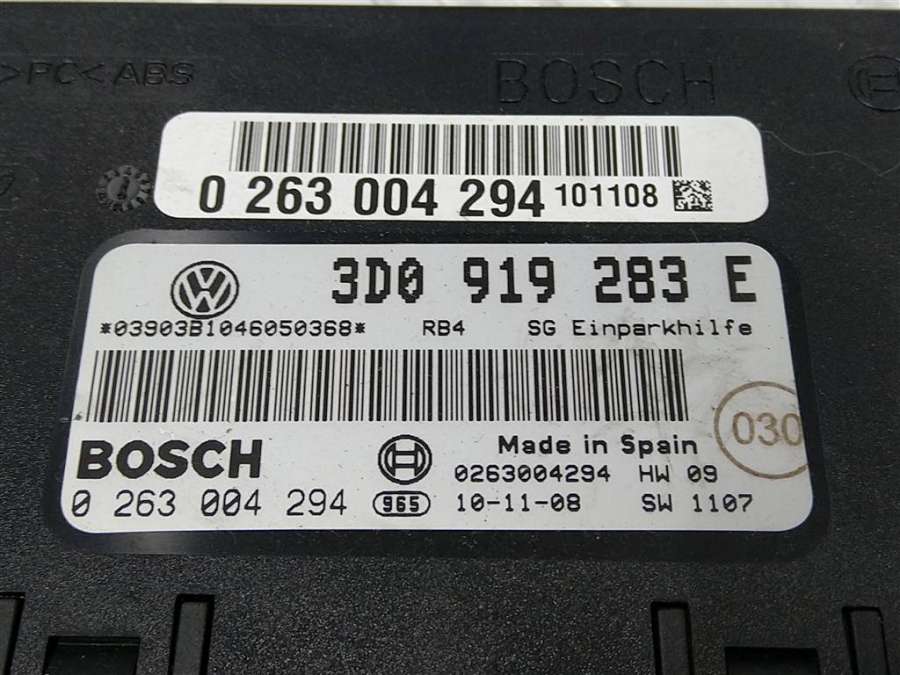 >PC<ABS
BOSCH
0 263 004 294 101108
3D0 919 283 E
*03903B1046050368* RB4 SG Einparkhilfe
030
BOSCH Made in Spain
0263004294 HW 09
0 263 004 294 965 10-11-08 SW 1107